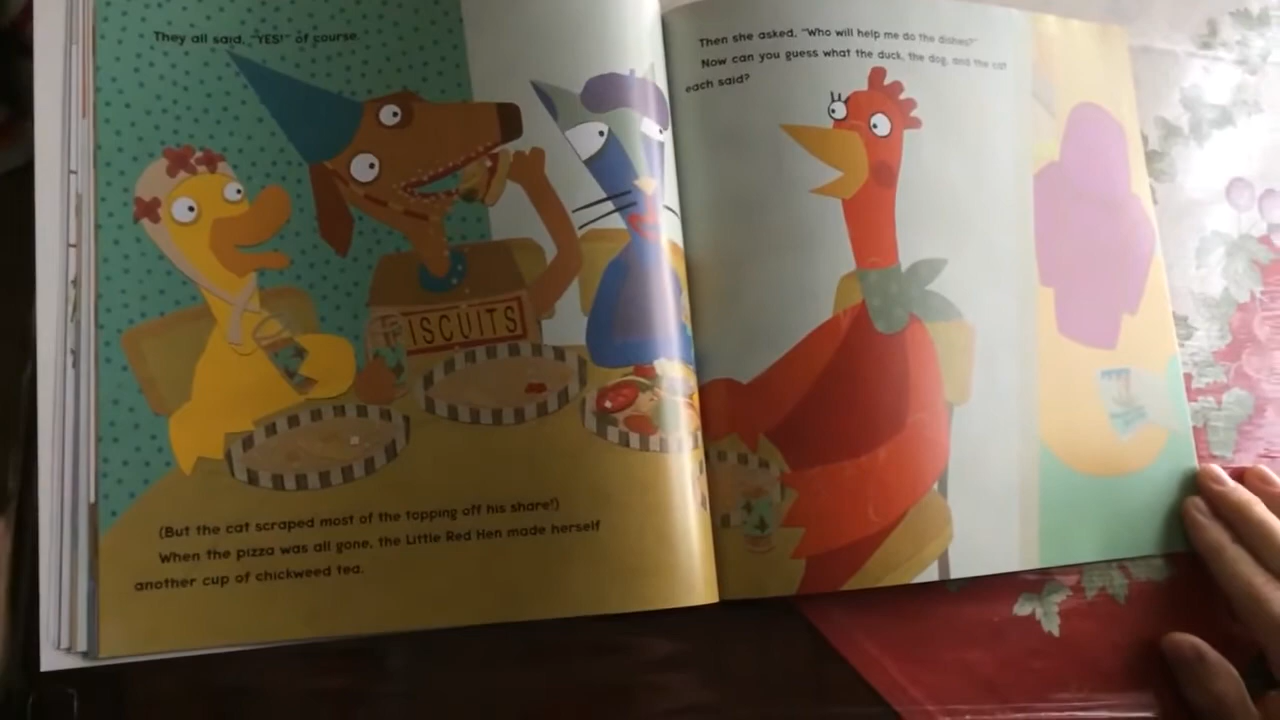 They all said, "YES!" of course.
ISCUITS
(But the cat scraped most of the topping off his share!)
When the pizza was all gone, the Little Red Hen made herself
another cup of chickweed tea.
Then she asked, "Who will help me do the dishes?"
Now can you guess what the duck, the dog, and the cat
each said?